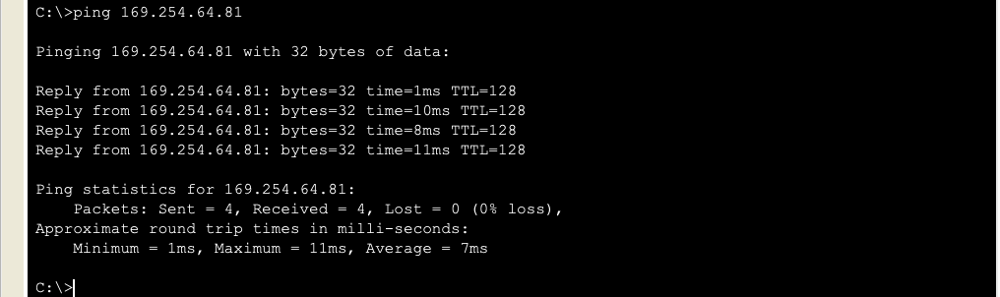 C:\>ping 169.254.64.81
Pinging 169.254.64.81 with 32 bytes of data:
Reply from 169.254.64.81: bytes=32 time=1ms TTL=128
Reply from 169.254.64.81: bytes=32 time=10ms TTL=128
Reply from 169.254.64.81: bytes=32 time=8ms TTL=128
Reply from 169.254.64.81: bytes=32 time=11ms TTL=128
Ping statistics for 169.254.64.81:
    Packets: Sent = 4, Received = 4, Lost = 0 (0% loss),
Approximate round trip times in milli-seconds:
    Minimum = 1ms, Maximum = 11ms, Average = 7ms
C:\>